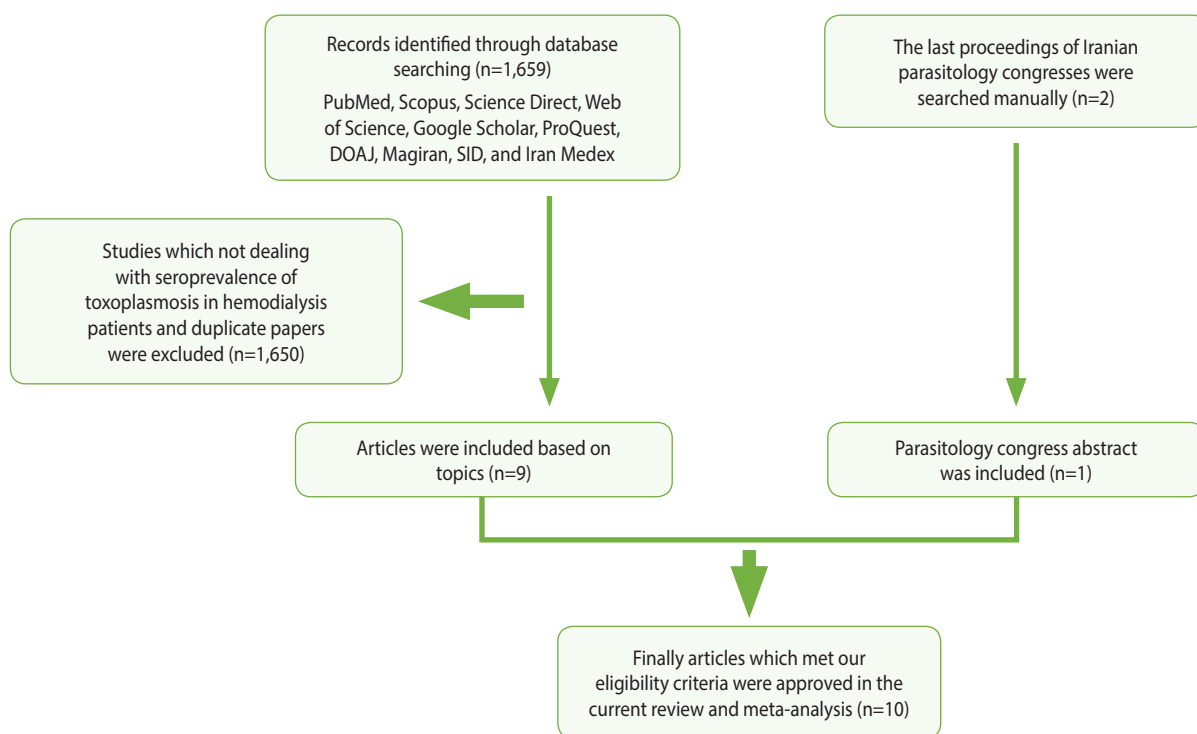 Records identified through database
searching (n=1,659)
PubMed, Scopus, Science Direct, Web
of Science, Google Scholar, ProQuest,
DOAJ, Magiran, SID, and Iran Medex
The last proceedings of Iranian
parasitology congresses were
searched manually (n=2)
Studies which not dealing
with seroprevalence of
toxoplasmosis in hemodialysis
patients and duplicate papers
were excluded (n=1,650)
Articles were included based on
topics (n=9)
Parasitology congress abstract
was included (n=1)
Finally articles which met our
eligibility criteria were approved in the
current review and meta-analysis (n=10)